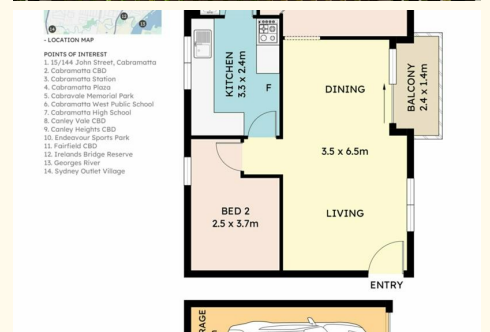 - LOCATION MAP
POINTS OF INTEREST
1. 15/144 John Street, Cabramatta
2. Cabramatta CBD
3. Cabramatta Station
4. Cabramatta Plaza
5. Cabravale Memorial Park
6. Cabramatta West Public School
7. Cabramatta High School
8. Canley Vale CBD
9. Canley Heights CBD
10. Endeavour Sports Park
11. Fairfield CBD
12. Irelands Bridge Reserve
13. Georges River
14. Sydney Outlet Village
KITCHEN
3.3 x 2.4m
F
DINING
BALCONY
2.4 x 1.4m
3.5 x 6.5m
BED 2
2.5 x 3.7m
LIVING
ENTRY